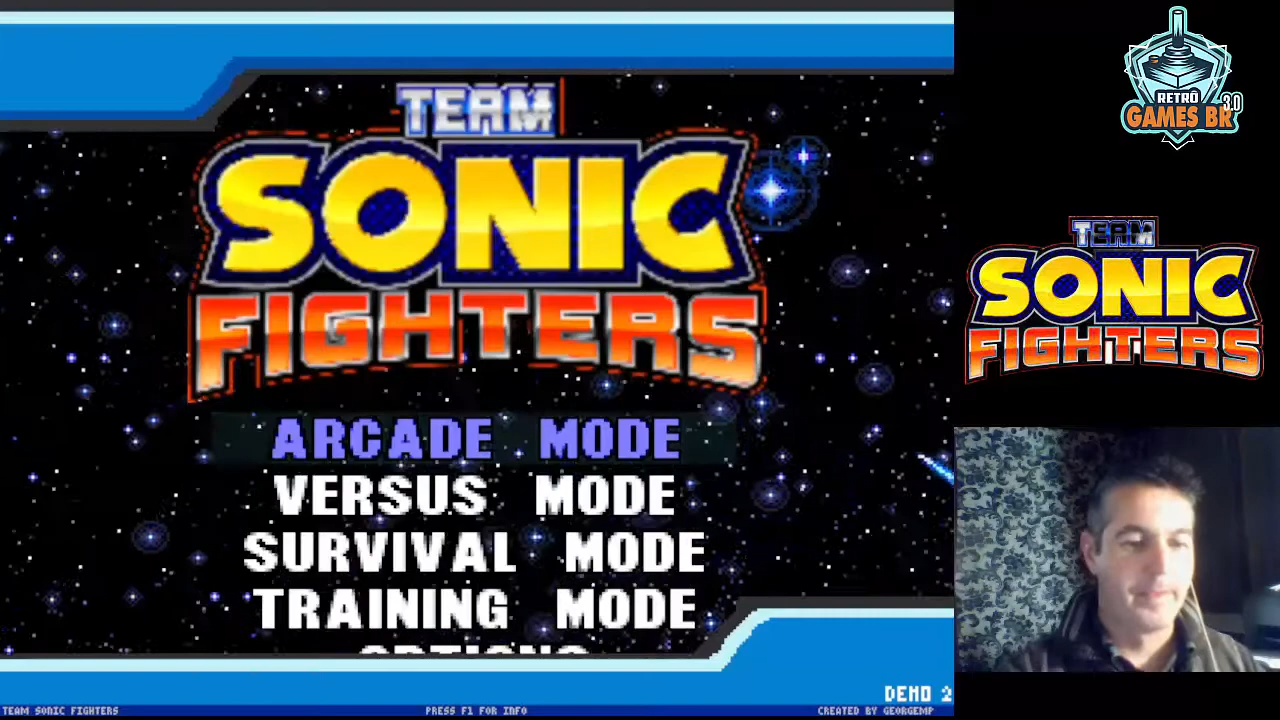 TEAM
SONIC
FIGHTERS
ARCADE MODE
VERSUS MODE
SURVIVAL MODE
TRAINING MODE
OPTIONS
DEMO 2
TEAM SONIC FIGHTERS
PRESS F1 FOR INFO
CREATED BY GEORGEMP
RETRO
GAMES BR
3.0
TEAM
SONIC
FIGHTERS